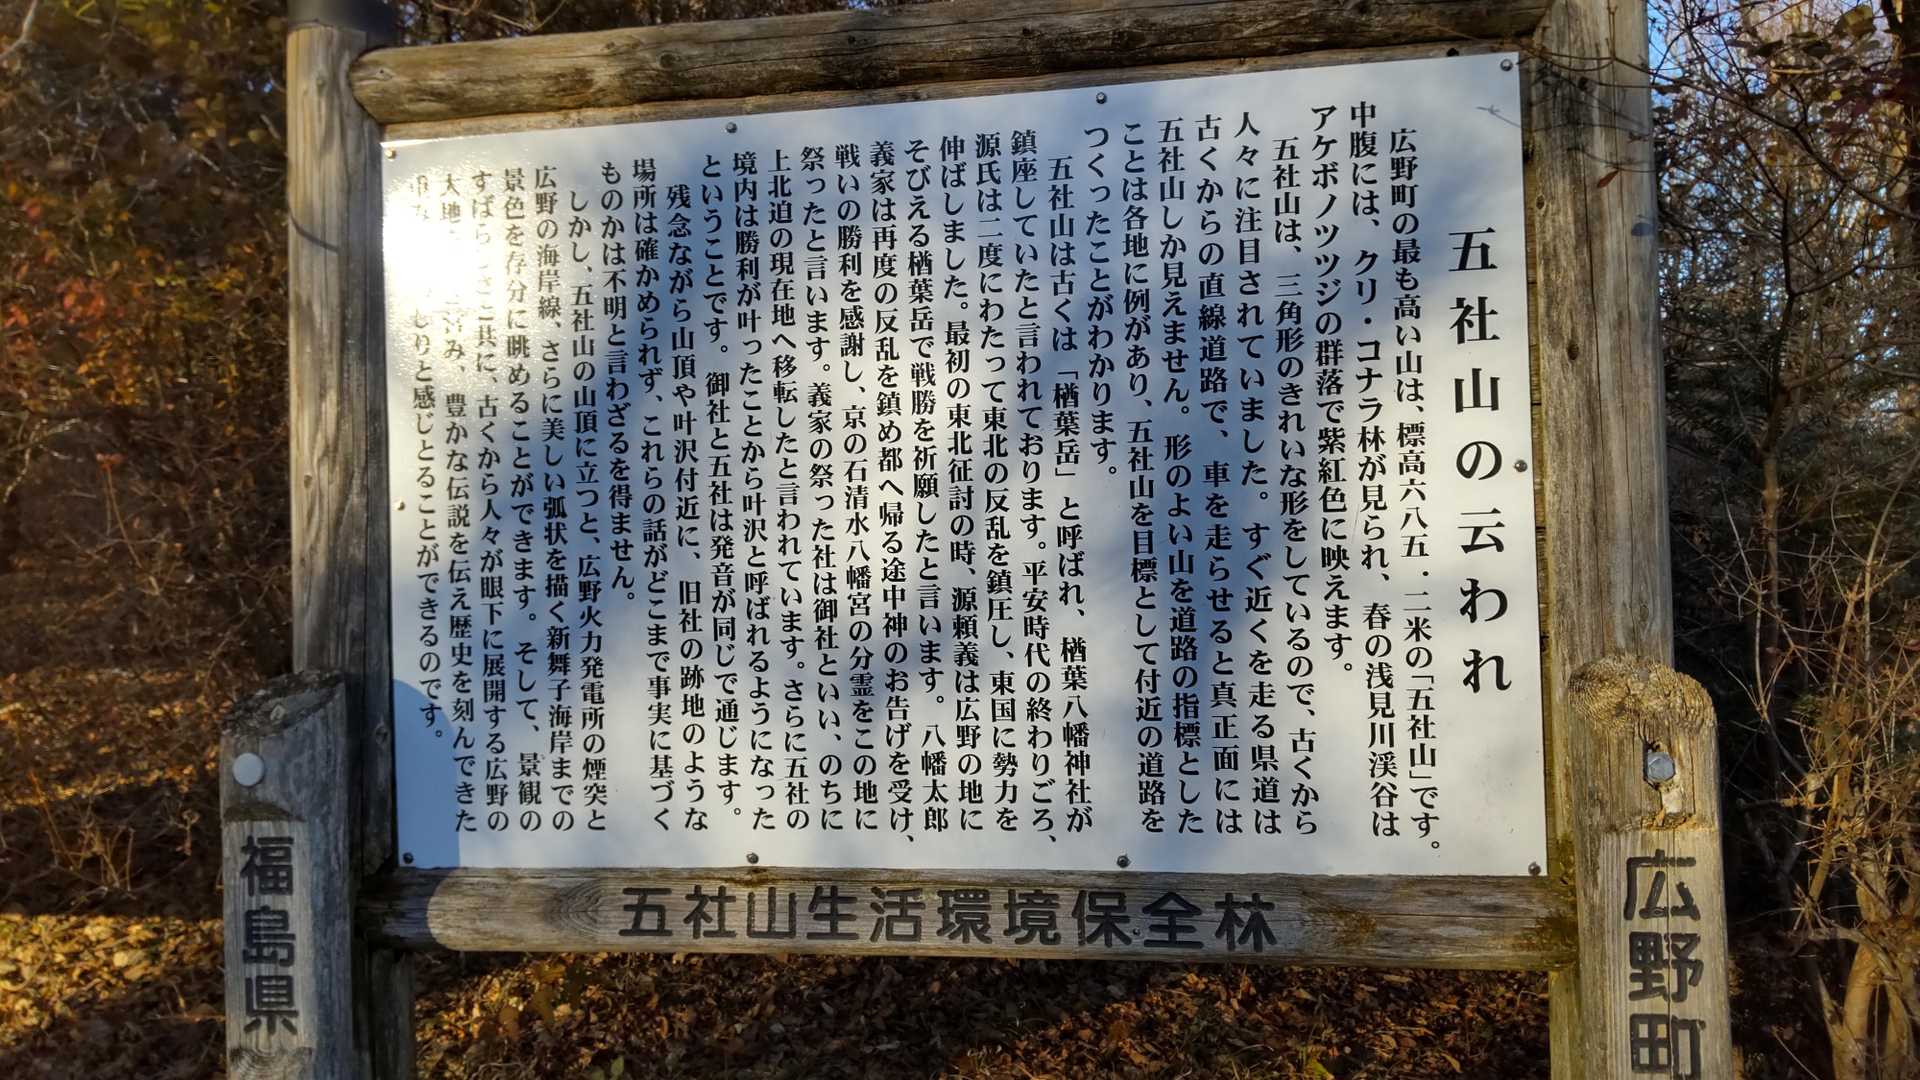 五社山の云われ
広野町の最も高い山は、標高六八五．二米の「五社山」です。
中腹には、クリ・コナラ林が見られ、春の浅見川渓谷は
アケボノツツジの群落で紫紅色に映えます。
五社山は、三角形のきれいな形をしているので、古くから
人々に注目されていました。すぐ近くを走る県道は
古くからの直線道路で、車を走らせると真正面には
五社山しか見えません。形のよい山を道路の指標とした
ことは各地に例があり、五社山を目標として付近の道路を
つくったことがわかります。
五社山は古くは「楢葉岳」と呼ばれ、楢葉八幡神社が
鎮座していたと言われております。平安時代の終わりごろ、
源氏は二度にわたって東北の反乱を鎮圧し、東国に勢力を
伸ばしました。最初の東北征討の時、源頼義は広野の地に
そびえる楢葉岳で戦勝を祈願したと言います。八幡太郎
義家は再度の反乱を鎮め都へ帰る途中神のお告げを受け、
戦いの勝利を感謝し、京の石清水八幡宮の分霊をこの地に
祭ったと言います。義家の祭った社は御社といい、のちに
上北迫の現在地へ移転したと言われています。さらに五社の
境内は勝利が叶ったことから叶沢と呼ばれるようになった
ということです。御社と五社は発音が同じで通じます。
残念ながら山頂や叶沢付近に、旧社の跡地のような
場所は確かめられず、これらの話がどこまで事実に基づく
ものかは不明と言わざるを得ません。
しかし、五社山の山頂に立つと、広野火力発電所の煙突と
広野の海岸線、さらに美しい弧状を描く新舞子海岸までの
景色を存分に眺めることができます。そして、景観の
すばらしさと共に、古くから人々が眼下に展開する広野の
大地 み、豊かな伝説を伝え歴史を刻んできた
しりと感じとることができるのです。
五社山生活環境保全林
福島県
広野町